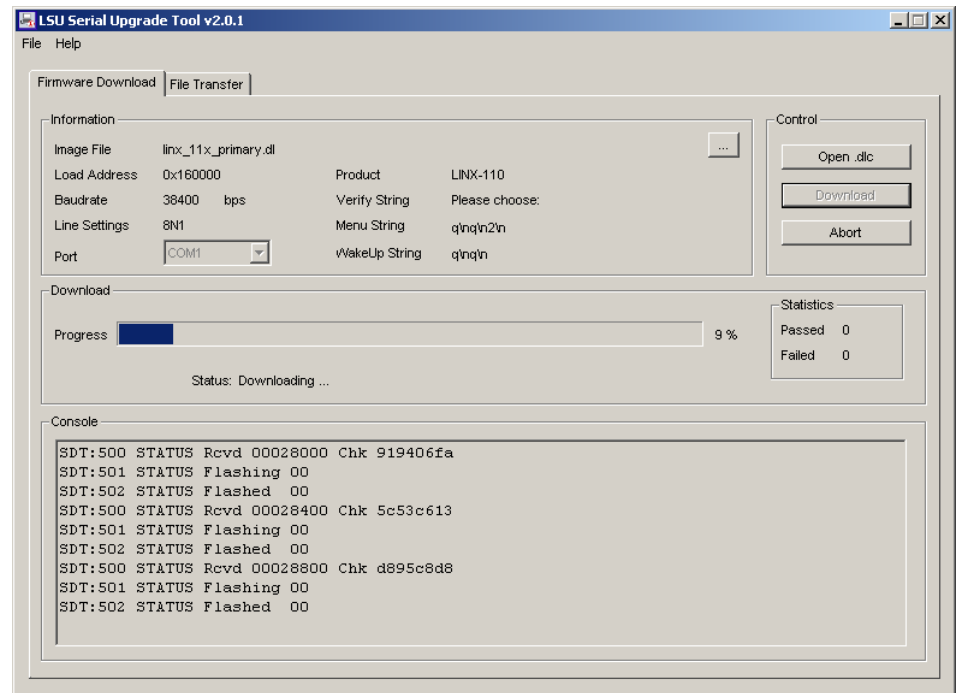 LSU Serial Upgrade Tool v2.0.1
File Help
Firmware Download File Transfer
Information
Image File linx_11x_primary.dl ...
Load Address 0x160000 Product LINX-110
Baudrate 38400 bps Verify String Please choose:
Line Settings 8N1 Menu String q\nq\n2\n
Port COM1 WakeUp String q\nq\n
Control
Open .dlc
Download
Abort
Download
Progress 9 %
Status: Downloading ...
Statistics
Passed 0
Failed 0
Console
SDT:500 STATUS Rcvd 00028000 Chk 919406fa
SDT:501 STATUS Flashing 00
SDT:502 STATUS Flashed 00
SDT:500 STATUS Rcvd 00028400 Chk 5c53c613
SDT:501 STATUS Flashing 00
SDT:502 STATUS Flashed 00
SDT:500 STATUS Rcvd 00028800 Chk d895c8d8
SDT:501 STATUS Flashing 00
SDT:502 STATUS Flashed 00